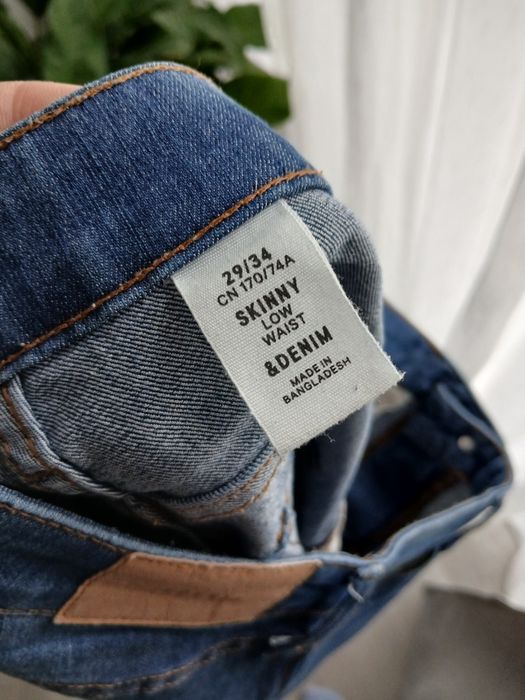 29/34
CN 170/74A
SKINNY
LOW
WAIST
&DENIM
MADE IN
BANGLADESH